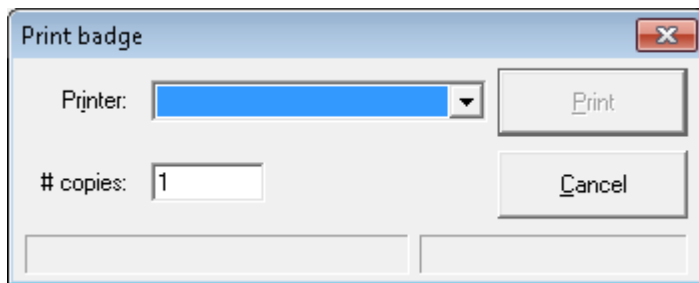 Print badge
Printer:
Print
# copies: 1
Cancel